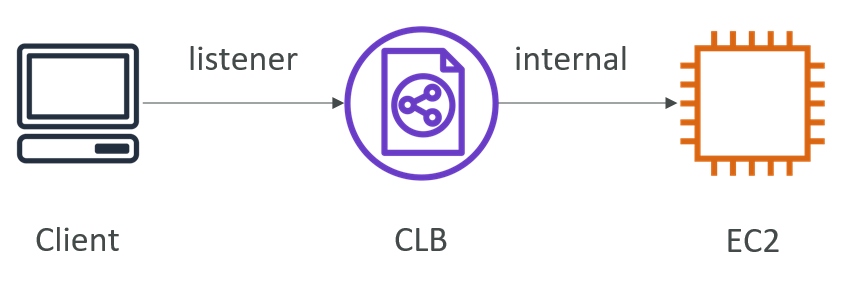 listener
internal
Client
CLB
EC2